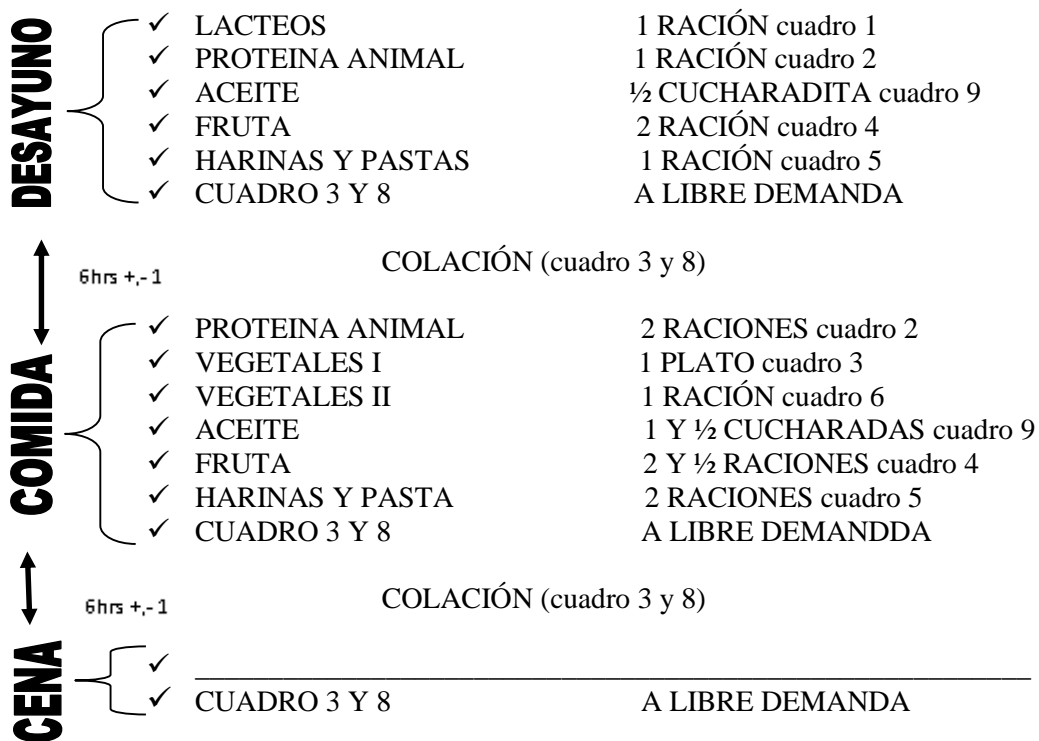 DESAYUNO
✓ LACTEOS 1 RACIÓN cuadro 1
✓ PROTEINA ANIMAL 1 RACIÓN cuadro 2
✓ ACEITE ½ CUCHARADITA cuadro 9
✓ FRUTA 2 RACIÓN cuadro 4
✓ HARINAS Y PASTAS 1 RACIÓN cuadro 5
✓ CUADRO 3 Y 8 A LIBRE DEMANDA
6hrs +,- 1 COLACIÓN (cuadro 3 y 8)
COMIDA
✓ PROTEINA ANIMAL 2 RACIONES cuadro 2
✓ VEGETALES I 1 PLATO cuadro 3
✓ VEGETALES II 1 RACIÓN cuadro 6
✓ ACEITE 1 Y ½ CUCHARADAS cuadro 9
✓ FRUTA 2 Y ½ RACIONES cuadro 4
✓ HARINAS Y PASTA 2 RACIONES cuadro 5
✓ CUADRO 3 Y 8 A LIBRE DEMANDDA
6hrs +,- 1 COLACIÓN (cuadro 3 y 8)
CENA
✓ ______________________________
✓ CUADRO 3 Y 8 A LIBRE DEMANDA